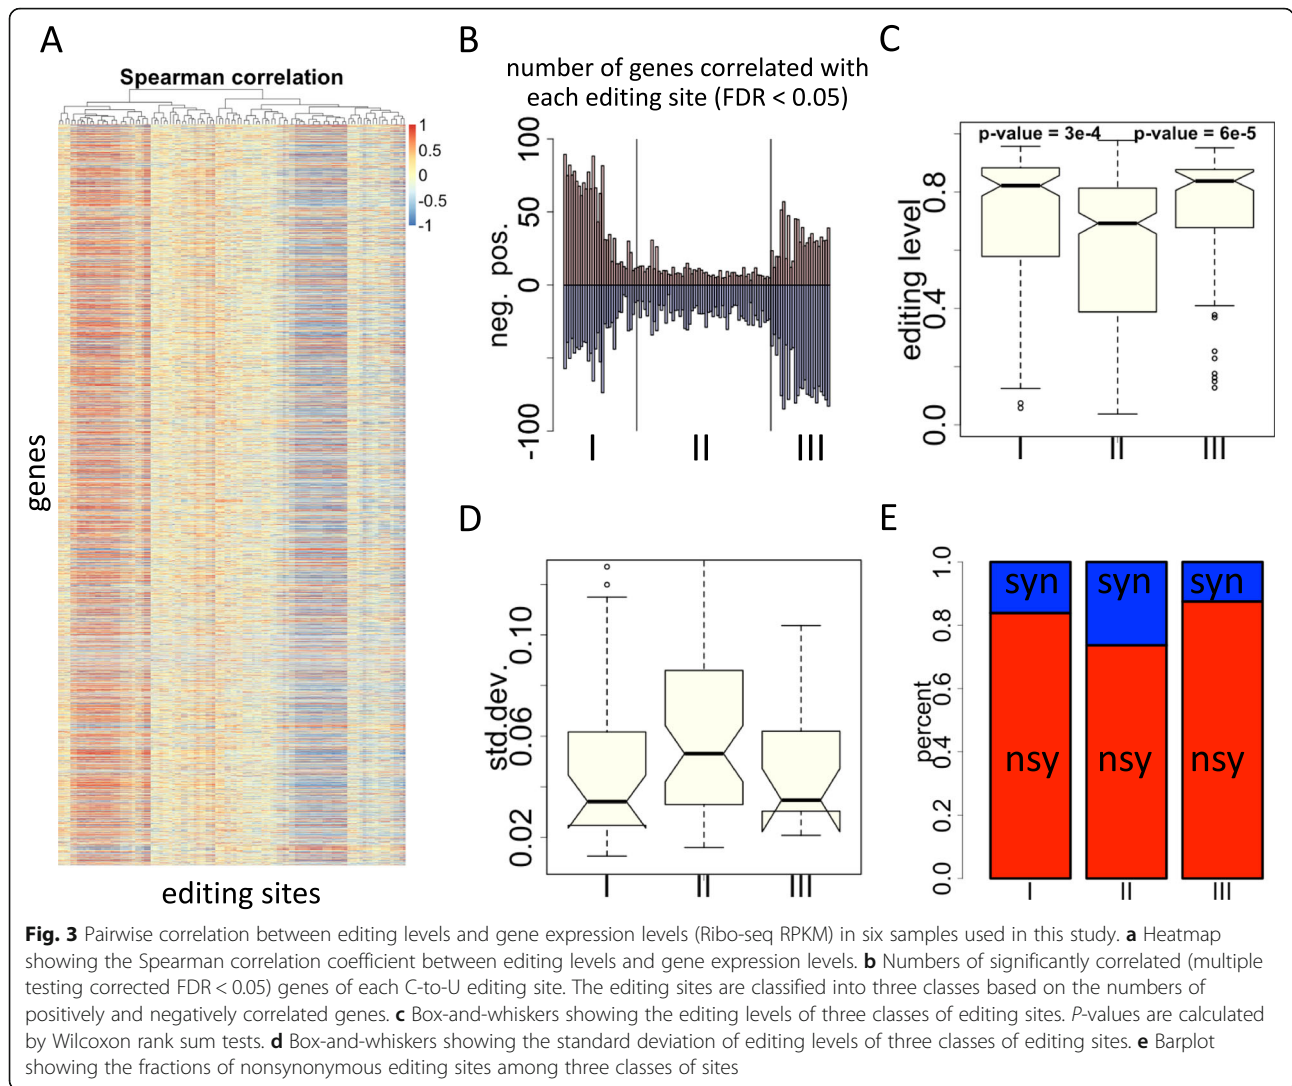 A
Spearman correlation
1
0.5
0
-0.5
-1
genes
editing sites
B
number of genes correlated with
each editing site (FDR < 0.05)
100
50
0
-100
neg. pos.
I II III
C
p-value = 3e-4 p-value = 6e-5
editing level
0.8
0.4
0.0
I II III
D
std.dev.
0.10
0.06
0.02
I II III
E
percent
1.0
0.8
0.6
0.4
0.2
0.0
syn syn syn
nsy nsy nsy
I II III
Fig. 3 Pairwise correlation between editing levels and gene expression levels (Ribo-seq RPKM) in six samples used in this study. a Heatmap
showing the Spearman correlation coefficient between editing levels and gene expression levels. b Numbers of significantly correlated (multiple
testing corrected FDR < 0.05) genes of each C-to-U editing site. The editing sites are classified into three classes based on the numbers of
positively and negatively correlated genes. c Box-and-whiskers showing the editing levels of three classes of editing sites. P-values are calculated
by Wilcoxon rank sum tests. d Box-and-whiskers showing the standard deviation of editing levels of three classes of editing sites. e Barplot
showing the fractions of nonsynonymous editing sites among three classes of sites